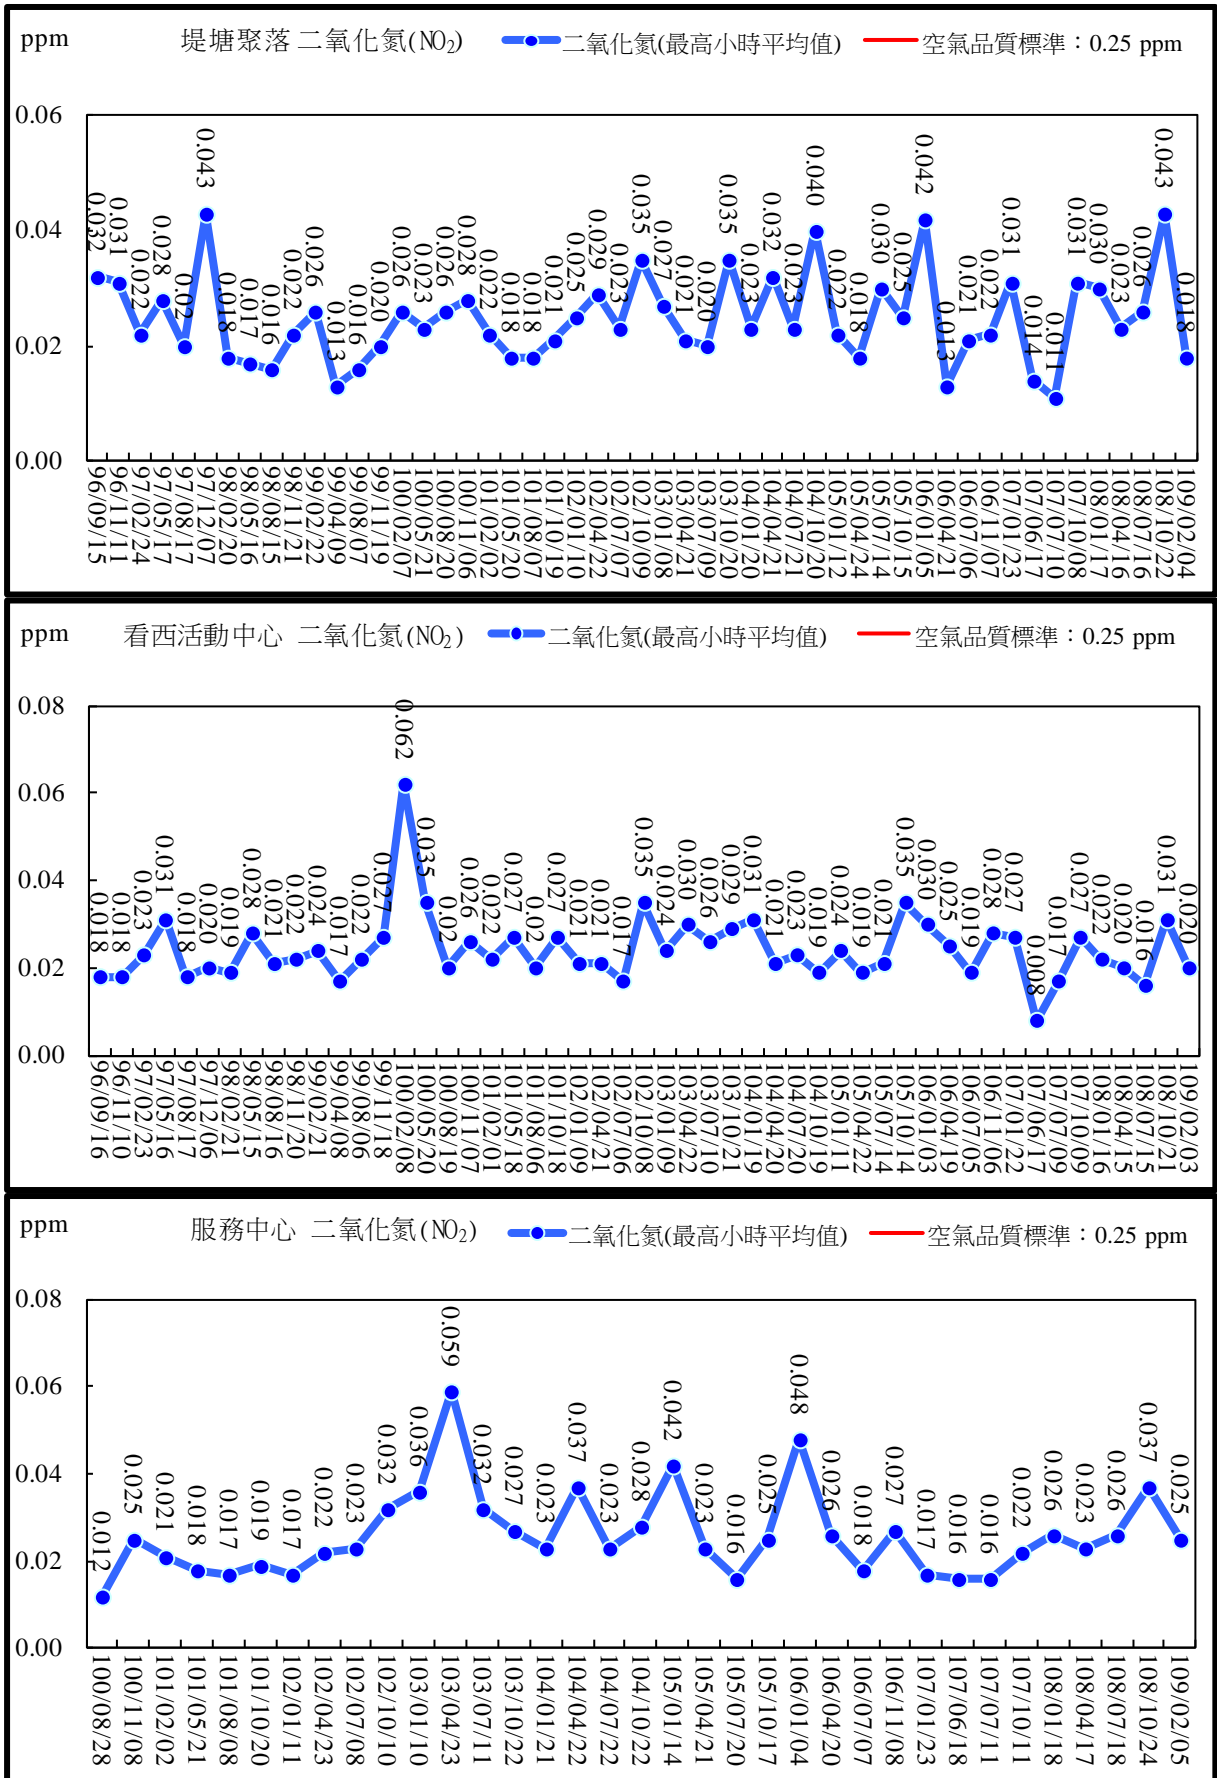 ppm 堤塘聚落 二氧化氮(NO₂) 二氧化氮(最高小時平均值) 空氣品質標準：0.25 ppm
0.06
0.04
0.02
0.00
0.032 0.031 0.022 0.028 0.02 0.043 0.018 0.017 0.016 0.022 0.026 0.013 0.016 0.020 0.026 0.023 0.026 0.028 0.022 0.018 0.018 0.021 0.025 0.029 0.023 0.035 0.027 0.021 0.020 0.035 0.023 0.032 0.023 0.040 0.022 0.018 0.030 0.025 0.042 0.013 0.021 0.022 0.031 0.014 0.011 0.031 0.030 0.023 0.026 0.043 0.018
96/09/15 96/11/11 97/02/24 97/05/17 97/08/17 97/12/07 98/02/20 98/05/16 98/08/15 98/11/21 99/02/22 99/04/09 99/08/07 99/11/19 100/02/07 100/05/21 100/08/20 100/11/06 101/02/02 101/05/20 101/08/07 101/10/19 102/01/10 102/04/22 102/07/09 102/10/09 103/01/08 103/04/21 103/07/09 103/10/20 104/01/20 104/04/21 104/07/21 104/10/20 105/01/12 105/04/24 105/07/14 105/10/15 106/01/05 106/04/21 106/07/06 106/11/07 107/01/23 107/06/17 107/07/10 107/10/08 108/01/17 108/04/16 108/07/16 108/10/22 109/02/04
ppm 看西活動中心 二氧化氮(NO₂) 二氧化氮(最高小時平均值) 空氣品質標準：0.25 ppm
0.08
0.06
0.04
0.02
0.00
0.018 0.018 0.023 0.031 0.018 0.020 0.019 0.028 0.021 0.022 0.024 0.017 0.022 0.027 0.062 0.035 0.02 0.026 0.022 0.027 0.02 0.027 0.021 0.021 0.017 0.035 0.024 0.030 0.026 0.029 0.031 0.021 0.023 0.019 0.024 0.019 0.021 0.035 0.030 0.025 0.019 0.028 0.027 0.008 0.017 0.027 0.022 0.020 0.016 0.031 0.020
96/09/16 96/11/10 97/02/23 97/05/16 97/08/17 97/12/06 98/02/21 98/05/15 98/08/16 98/11/20 99/02/21 99/04/08 99/08/06 99/11/18 100/02/08 100/05/20 100/08/19 100/11/07 101/02/01 101/05/18 101/08/06 101/10/18 102/01/09 102/04/21 102/07/06 102/10/08 103/01/09 103/04/22 103/07/10 103/10/21 104/01/19 104/04/20 104/07/20 104/10/19 105/01/11 105/04/22 105/07/14 105/10/14 106/01/03 106/04/19 106/07/05 106/11/06 107/01/22 107/06/17 107/07/09 107/10/09 108/01/16 108/04/15 108/07/15 108/10/21 109/02/03
ppm 服務中心 二氧化氮(NO₂) 二氧化氮(最高小時平均值) 空氣品質標準：0.25 ppm
0.08
0.06
0.04
0.02
0.00
0.012 0.025 0.021 0.018 0.017 0.019 0.017 0.022 0.023 0.032 0.036 0.059 0.032 0.027 0.023 0.037 0.023 0.028 0.042 0.023 0.016 0.025 0.048 0.026 0.018 0.027 0.017 0.016 0.016 0.022 0.026 0.023 0.026 0.037 0.025
100/08/28 100/11/08 101/02/02 101/05/21 101/08/08 101/10/20 102/01/11 102/04/23 102/07/08 102/10/10 103/01/10 103/04/23 103/07/11 103/10/22 104/01/21 104/04/22 104/07/22 104/10/22 105/01/14 105/04/21 105/07/20 105/10/17 106/01/04 106/04/20 106/07/07 106/11/08 107/01/23 107/06/18 107/07/11 107/10/11 108/01/18 108/04/17 108/07/18 108/10/24 109/02/05